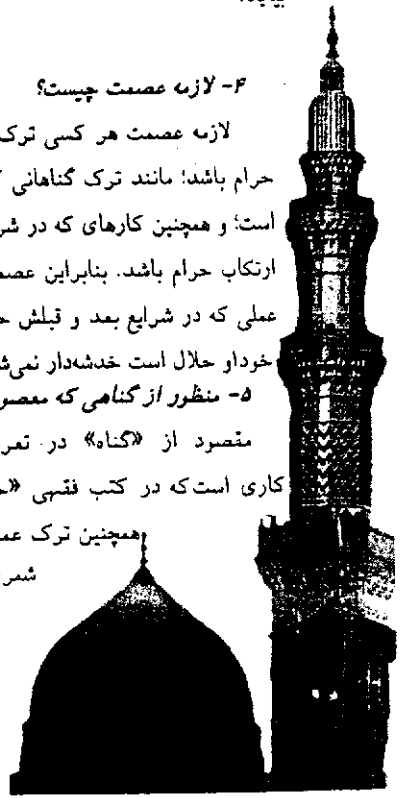 ۴- لازمه عصمت چیست؟
لازمه عصمت هر کسی ترک
حرام باشد؛ مانند ترک گناهانی
است؛ و همچنین کارهای که در شر
ارتکاب حرام باشد. بنابراین عصم
عملی که در شرایع بعد و قبلش ح
خوداو حلال است خدشه‌دار نمی‌ش
۵- منظور از گناهی که معصو
مقصود از «گناه» در تعر
کاری است که در کتب فقهی «ح
همچنین ترک عم
شمر